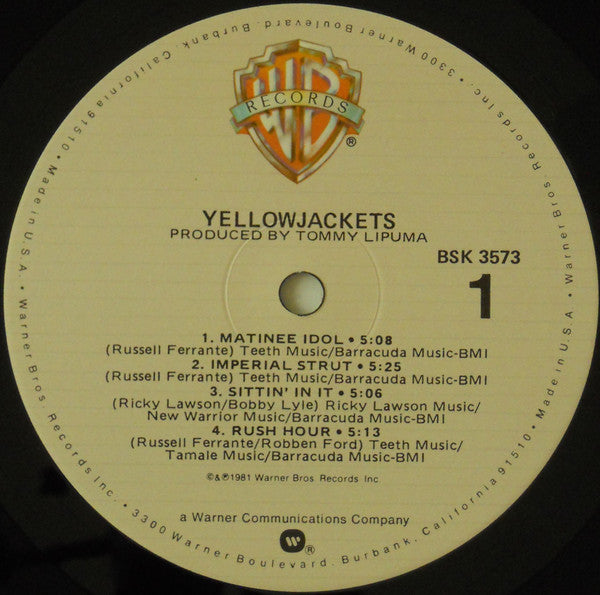 WB
RECORDS
®
YELLOWJACKETS
PRODUCED BY TOMMY LIPUMA
BSK 3573
1
1. MATINEE IDOL • 5:08
(Russell Ferrante) Teeth Music/Barracuda Music-BMI
2. IMPERIAL STRUT • 5:25
(Russell Ferrante) Teeth Music/Barracuda Music-BMI
3. SITTIN' IN IT • 5:06
(Ricky Lawson/Bobby Lyle) Ricky Lawson Music/
New Warrior Music/Barracuda Music-BMI
4. RUSH HOUR • 5:13
(Russell Ferrante/Robben Ford) Teeth Music/
Tamale Music/Barracuda Music-BMI
©&℗1981 Warner Bros Records Inc
a Warner Communications Company
®
Warner Bros. Records Inc. • 3300 Warner Boulevard, Burbank, California 91510 • Made in U.S.A. • Warner Bros. Records Inc. • 3300 Warner Boulevard, Burbank, California 91510 • Made in U.S.A. •